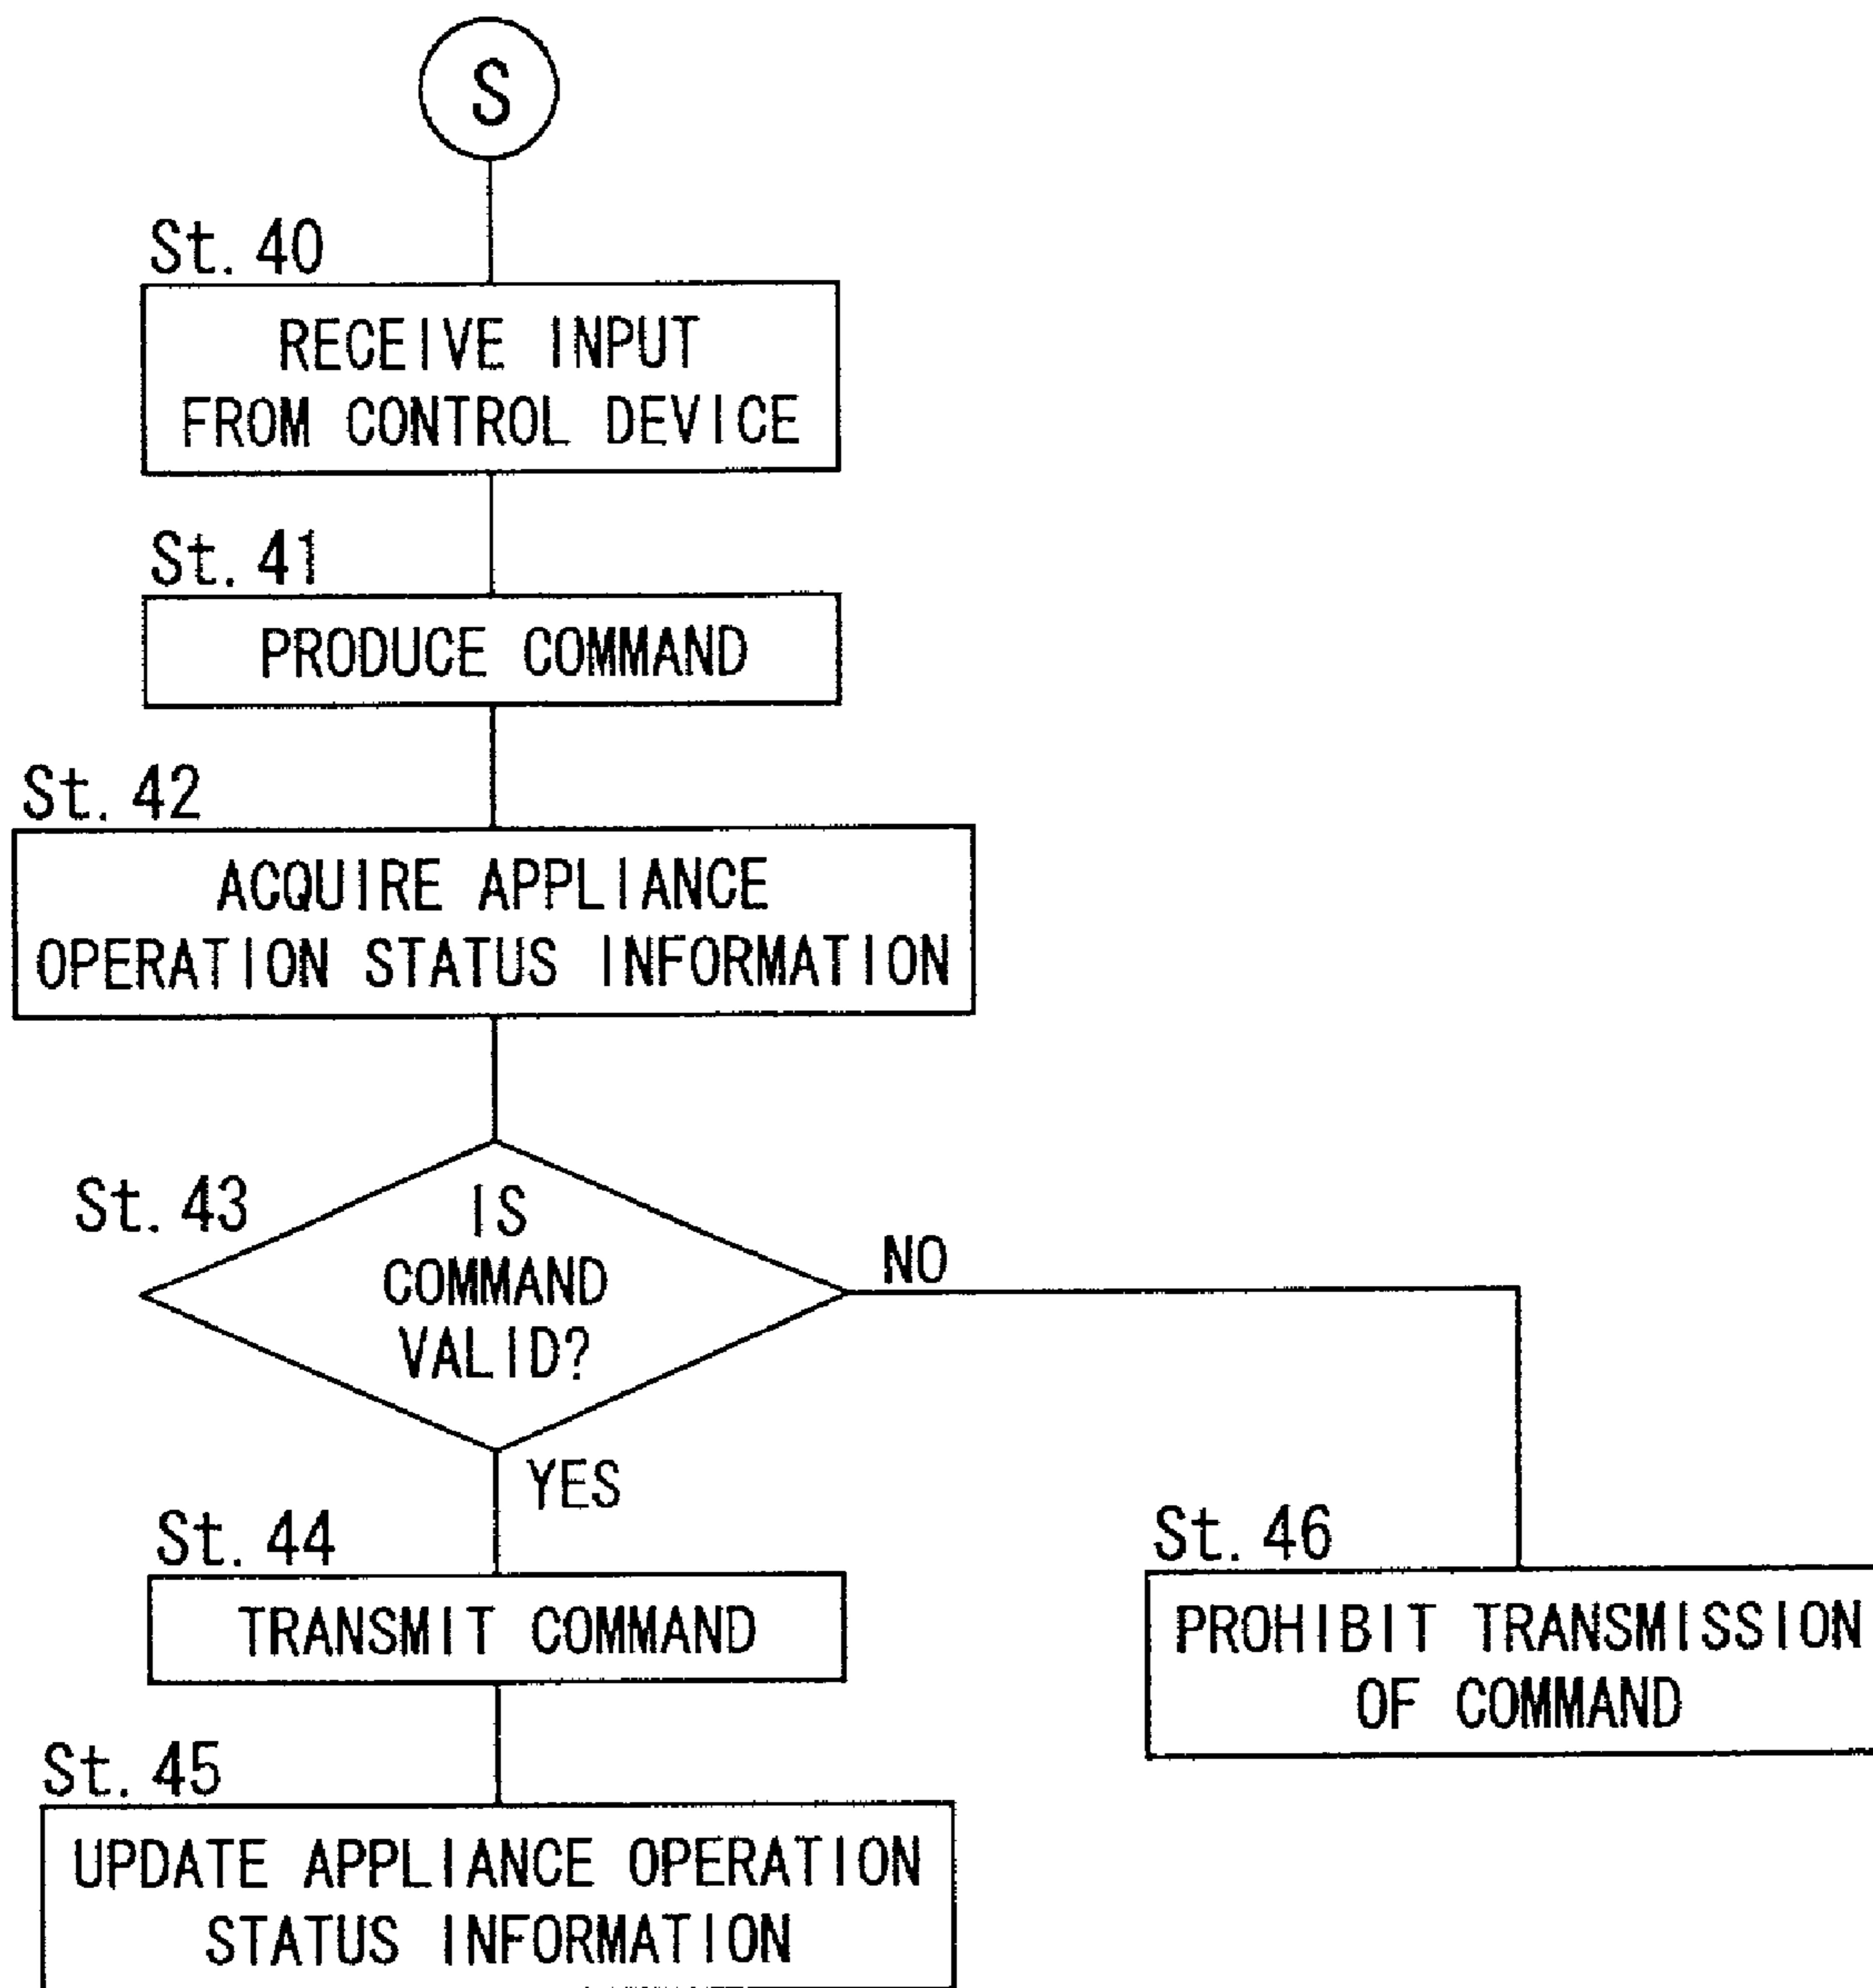 S
St. 40
RECEIVE INPUT
FROM CONTROL DEVICE
St. 41
PRODUCE COMMAND
St. 42
ACQUIRE APPLIANCE
OPERATION STATUS INFORMATION
St. 43
IS
COMMAND
VALID?
NO
YES
St. 44
TRANSMIT COMMAND
St. 46
PROHIBIT TRANSMISSION
OF COMMAND
St. 45
UPDATE APPLIANCE OPERATION
STATUS INFORMATION